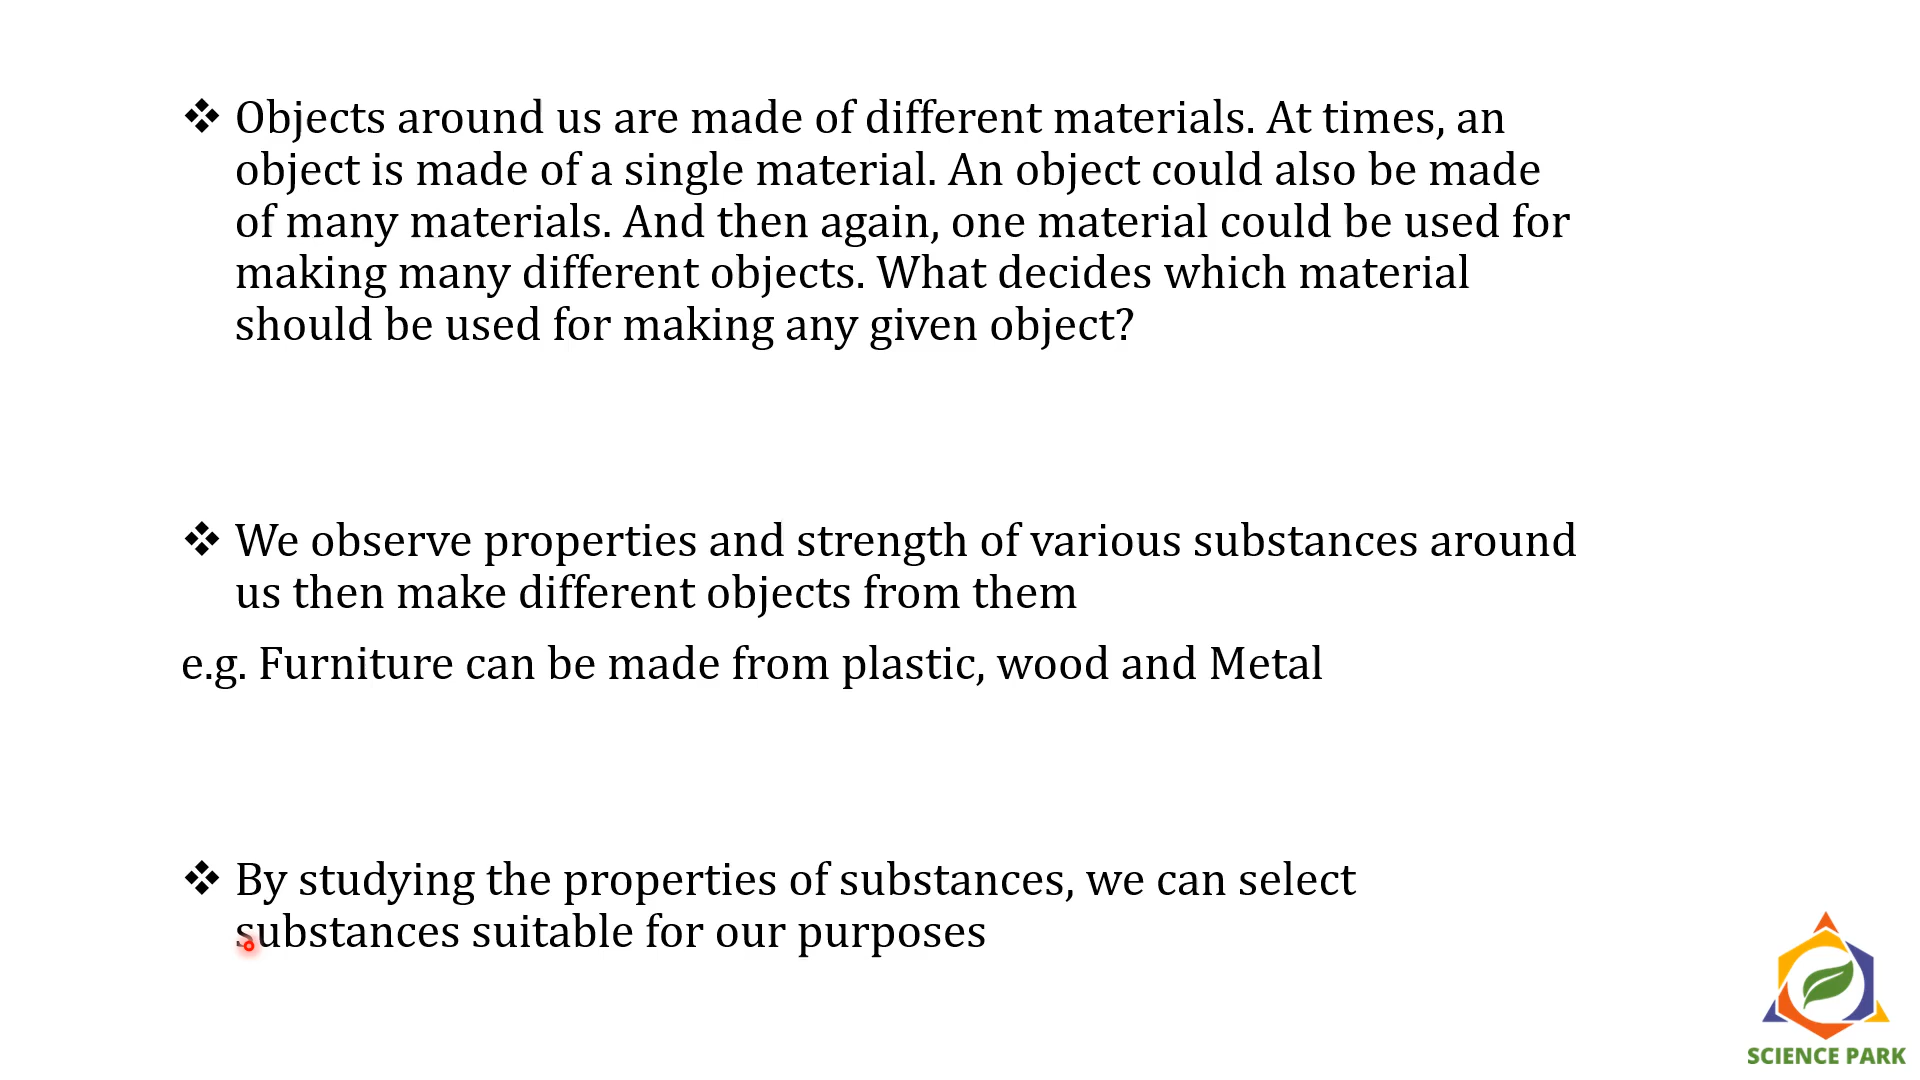 ❖ Objects around us are made of different materials. At times, an
object is made of a single material. An object could also be made
of many materials. And then again, one material could be used for
making many different objects. What decides which material
should be used for making any given object?
❖ We observe properties and strength of various substances around
us then make different objects from them
e.g. Furniture can be made from plastic, wood and Metal
❖ By studying the properties of substances, we can select
substances suitable for our purposes
SCIENCE PARK